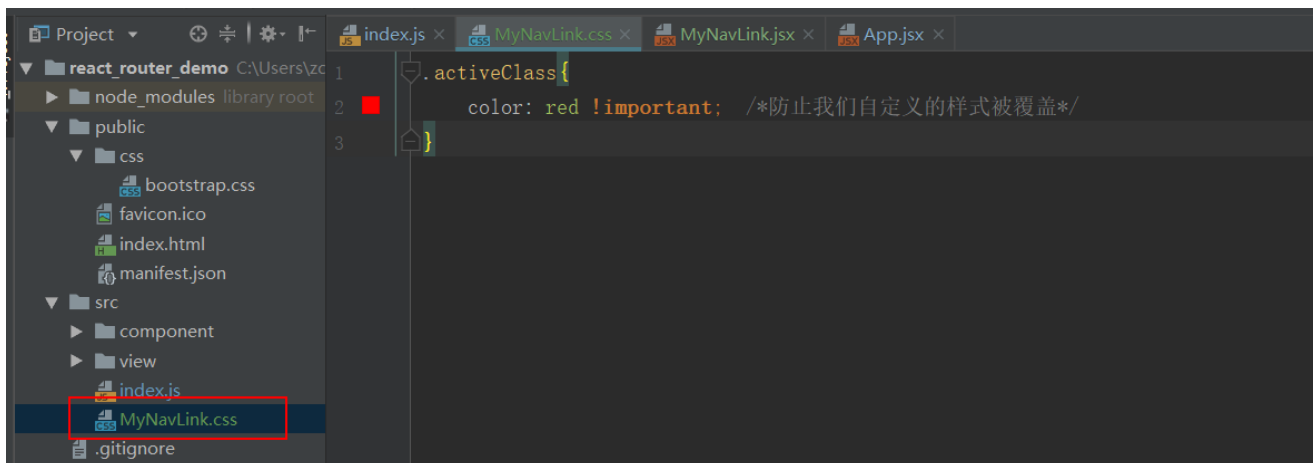 Project
index.js
MyNavLink.css
MyNavLink.jsx
App.jsx
react_router_demo C:\Users\zc
node_modules library root
public
css
bootstrap.css
favicon.ico
index.html
manifest.json
src
component
view
index.js
MyNavLink.css
.gitignore
1 .activeClass{
2 color: red !important; /*防止我们自定义的样式被覆盖*/
3 }